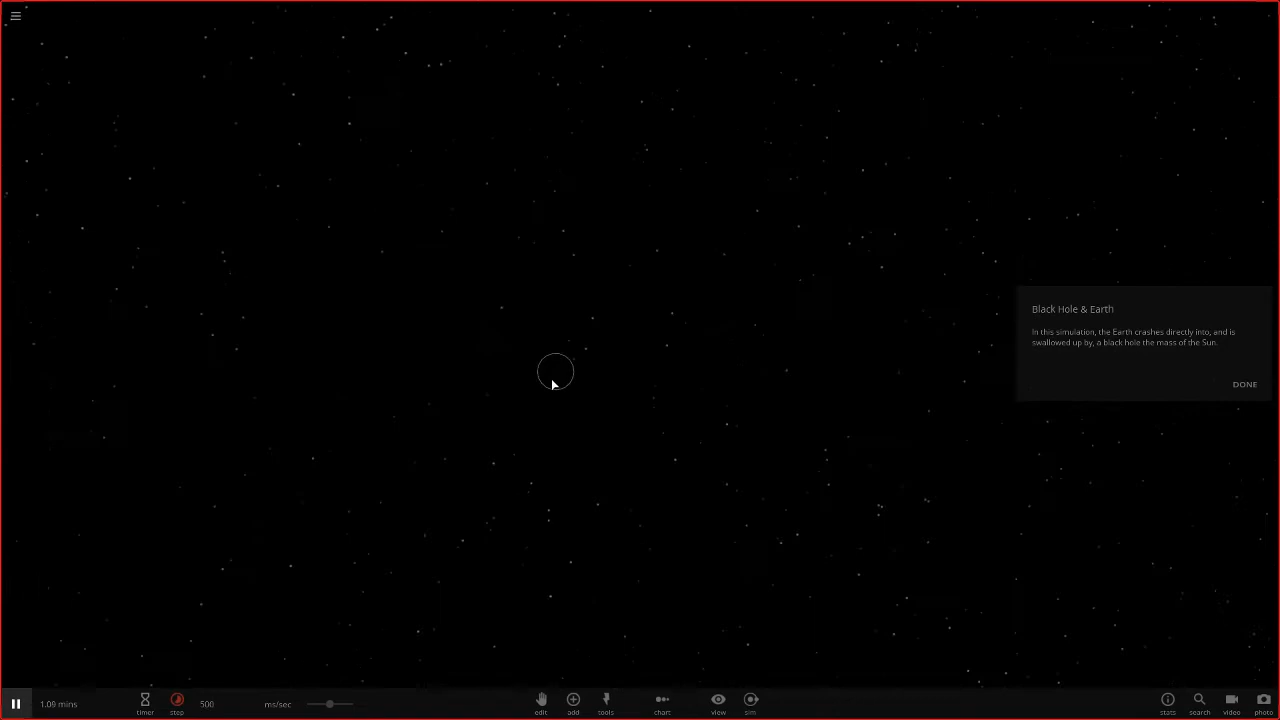 Black Hole & Earth
In this simulation, the Earth crashes directly into, and is
swallowed up by, a black hole the mass of the Sun.
DONE
1.09 mins
timer
step
500
ms/sec
edit
add
tools
chart
view
sim
stats
search
video
photo